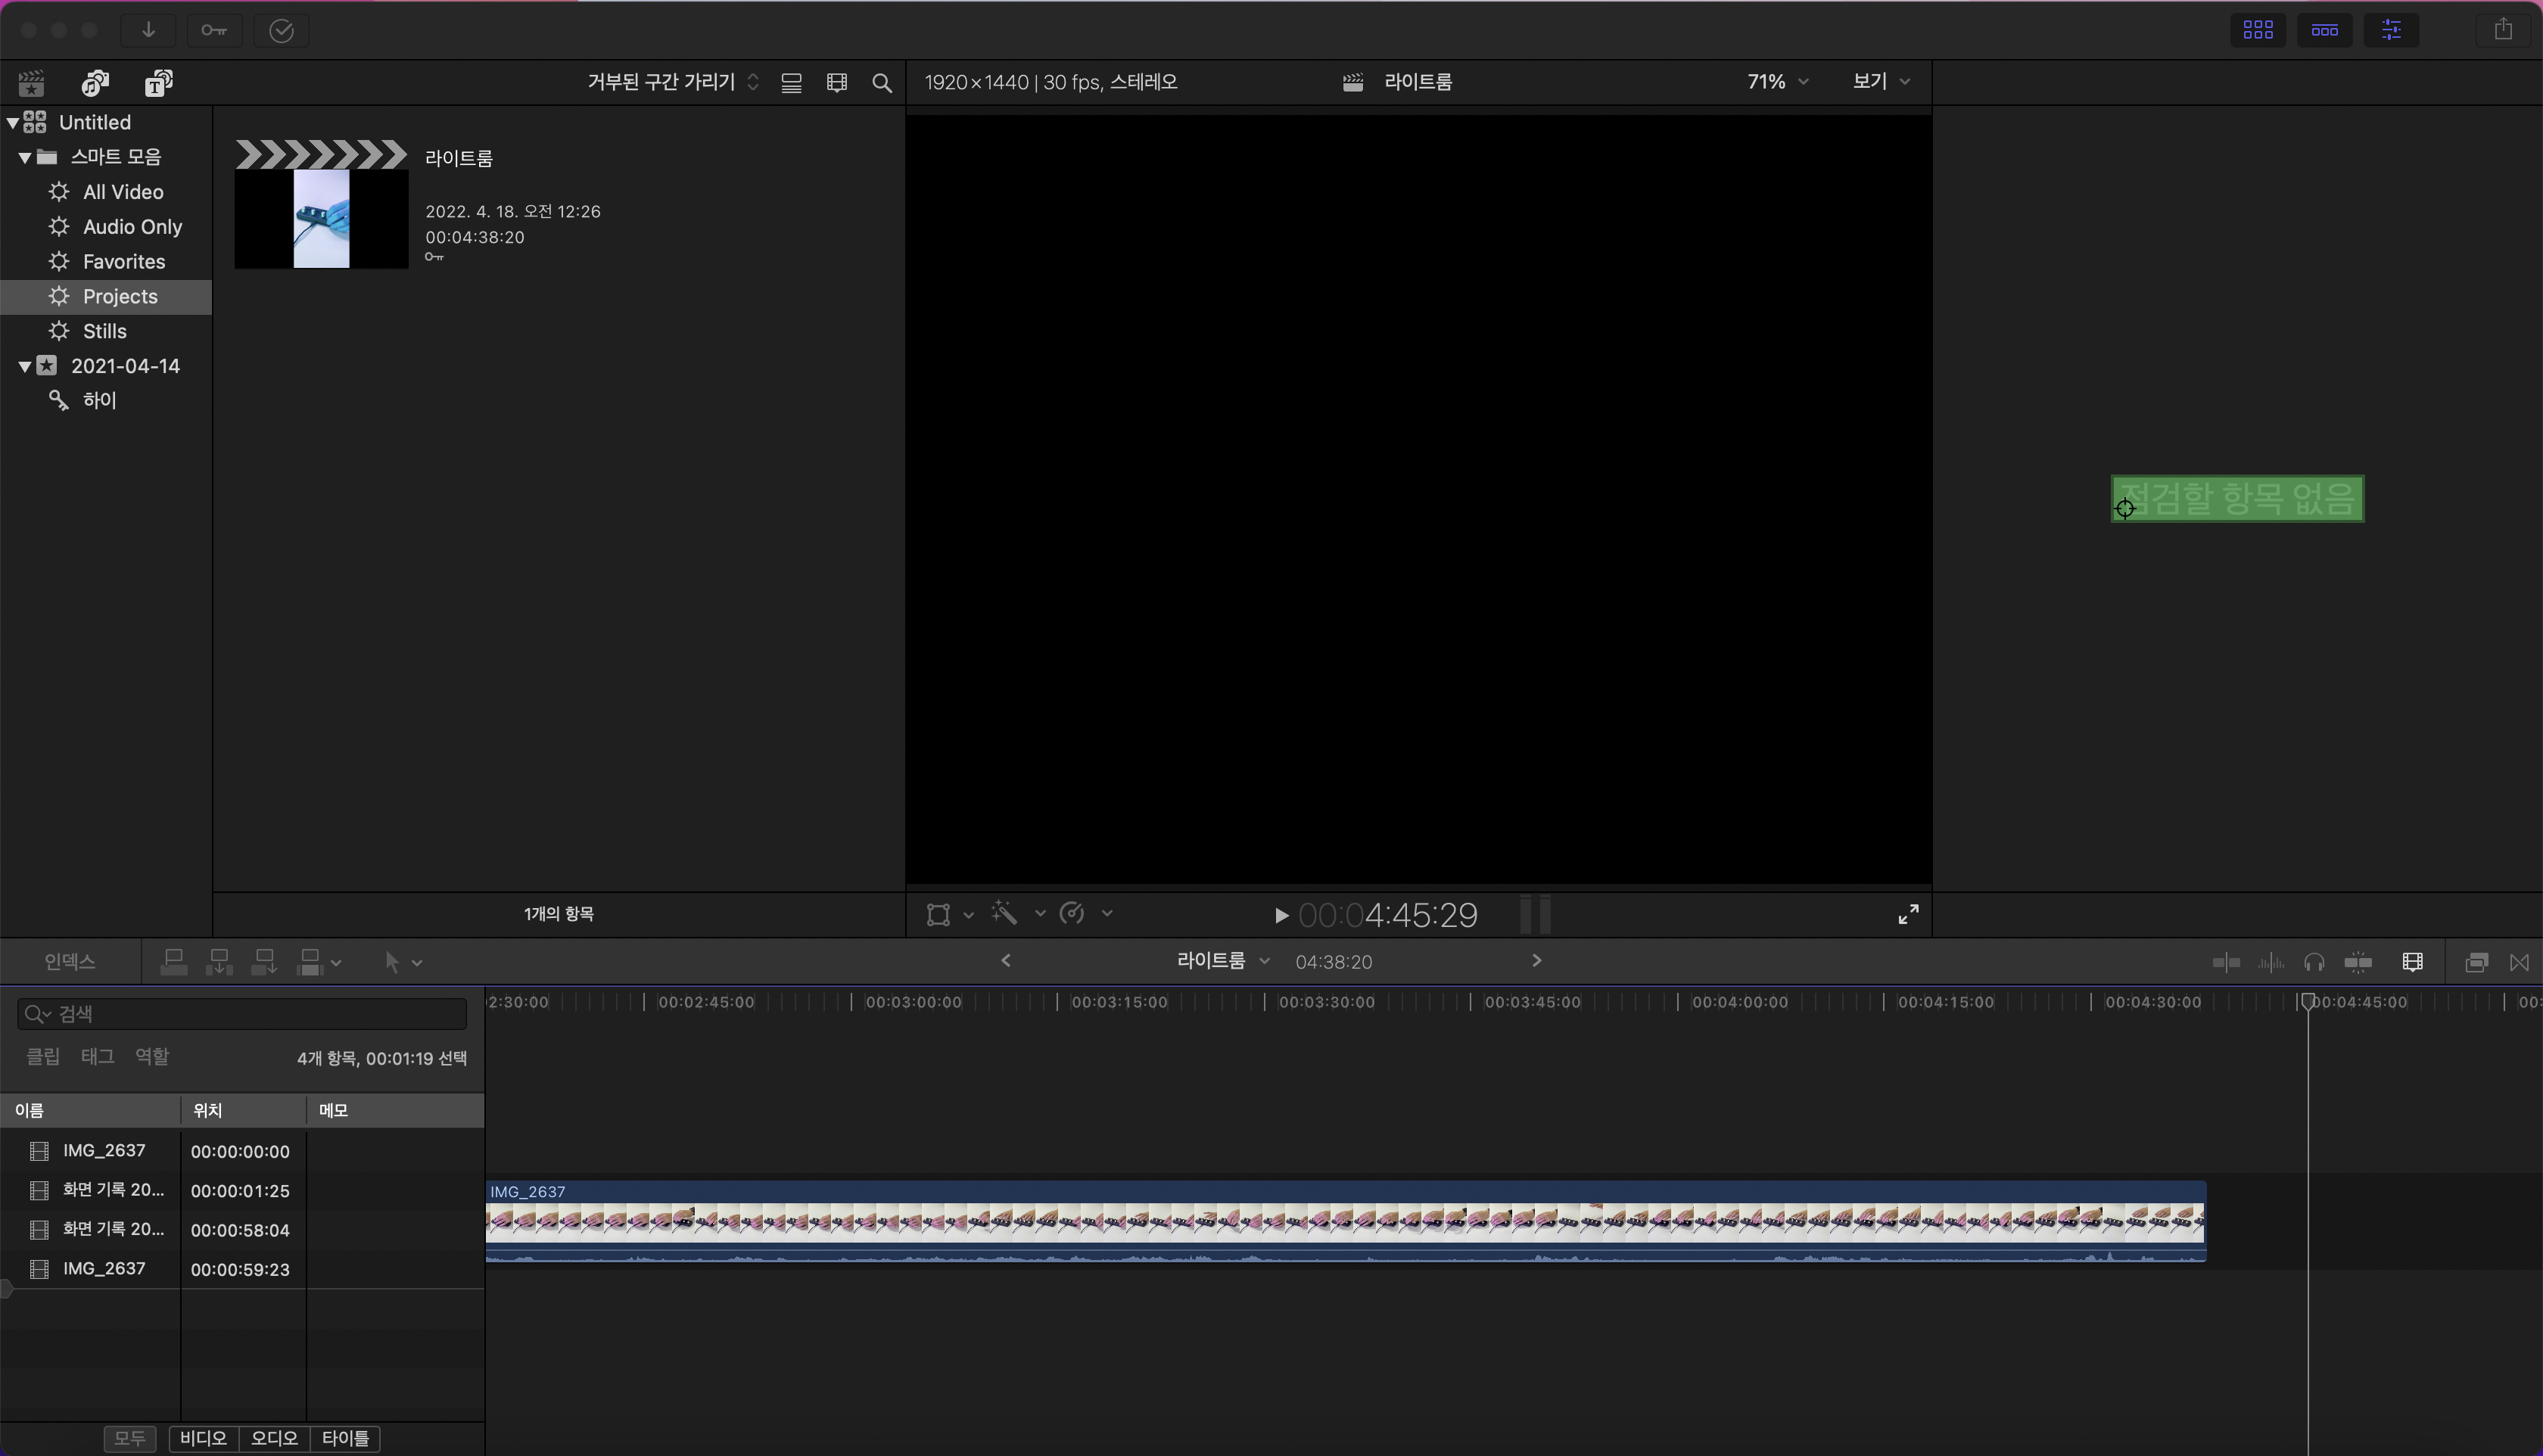 거부된 구간 가리기
1920×1440 | 30 fps, 스테레오
라이트룸
71%
보기
Untitled
스마트 모음
All Video
Audio Only
Favorites
Projects
Stills
2021-04-14
하이
라이트룸
2022. 4. 18. 오전 12:26
00:04:38:20
점검할 항목 없음
1개의 항목
00:04:45:29
인덱스
라이트룸
04:38:20
검색
클립 태그 역할
4개 항목, 00:01:19 선택
이름 위치 메모
IMG_2637 00:00:00:00
화면 기록 20... 00:00:01:25
화면 기록 20... 00:00:58:04
IMG_2637 00:00:59:23
모두 비디오 오디오 타이틀
2:30:00 00:02:45:00 00:03:00:00 00:03:15:00 00:03:30:00 00:03:45:00 00:04:00:00 00:04:15:00 00:04:30:00 00:04:45:00 00:
IMG_2637